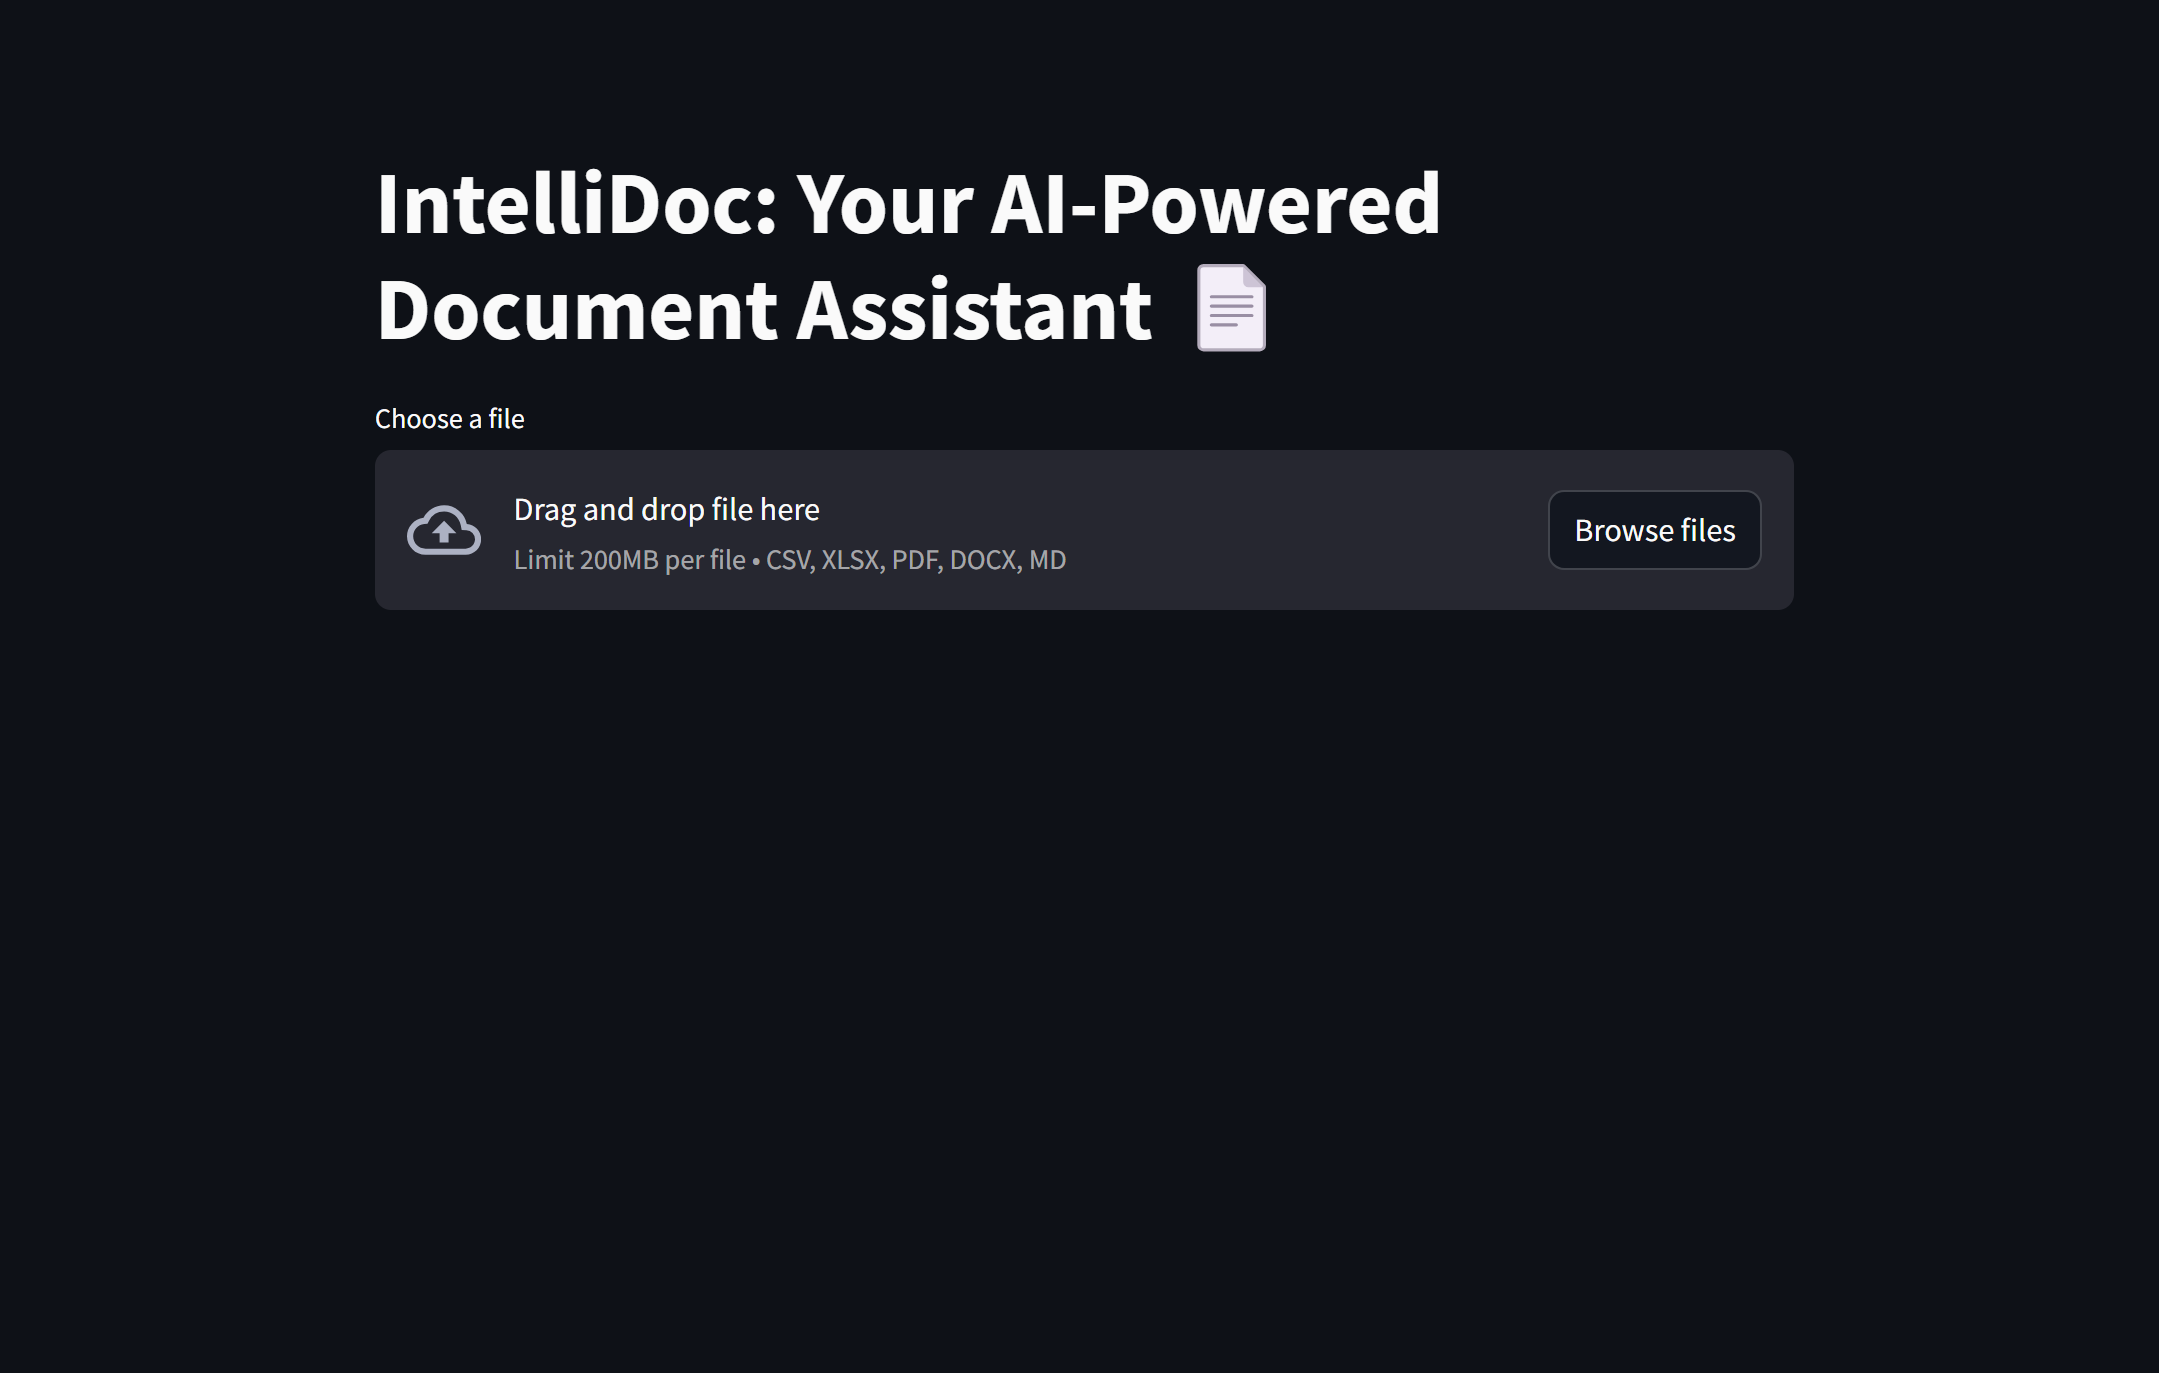 IntelliDoc: Your AI-Powered
Document Assistant
Choose a file
Drag and drop file here
Limit 200MB per file • CSV, XLSX, PDF, DOCX, MD
Browse files